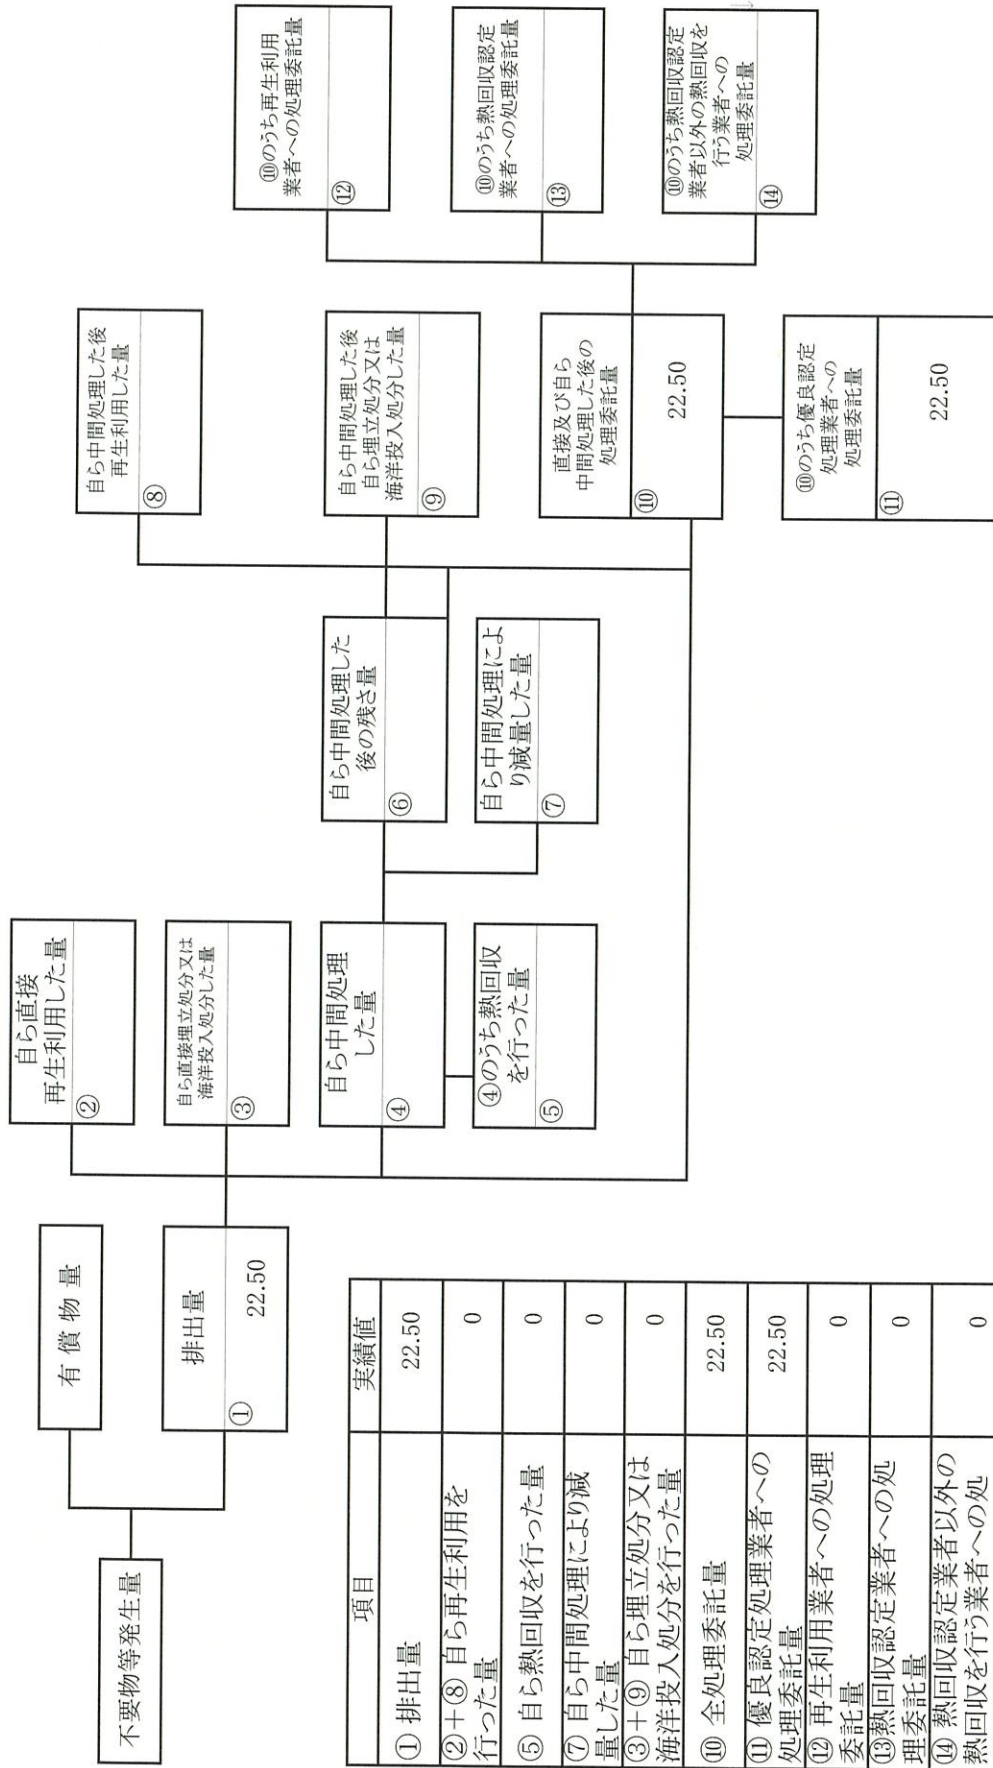 不要物等発生量
有 償 物 量
排出量
①
22.50
自ら直接
再生利用した量
②
自ら直接埋立処分又は
海洋投入処分した量
③
自ら中間処理
した量
④
④のうち熱回収
を行った量
⑤
自ら中間処理した
後の残さ量
⑥
自ら中間処理によ
り減量した量
⑦
自ら中間処理した後
再生利用した量
⑧
自ら中間処理した後
自ら埋立処分又は
海洋投入処分した量
⑨
直接及び自ら
中間処理した後の
処理委託量
⑩
22.50
⑩のうち優良認定
処理業者への
処理委託量
⑪
22.50
⑩のうち再生利用
業者への処理委託量
⑫
⑩のうち熱回収認定
業者への処理委託量
⑬
⑩のうち熱回収認定
業者以外の熱回収を
行う業者への
処理委託量
⑭
項目 実績値
①排出量 22.50
②+⑧ 自ら再生利用を
行った量 0
⑤ 自ら熱回収を行った量 0
⑦ 自ら中間処理により減
量した量 0
③+⑨ 自ら埋立処分又は
海洋投入処分を行った量 0
⑩ 全処理委託量 22.50
⑪ 優良認定処理業者への
処理委託量 22.50
⑫ 再生利用業者への処理
委託量 0
⑬熱回収認定業者への処
理委託量 0
⑭ 熱回収認定業者以外の
熱回収を行う業者への処 0